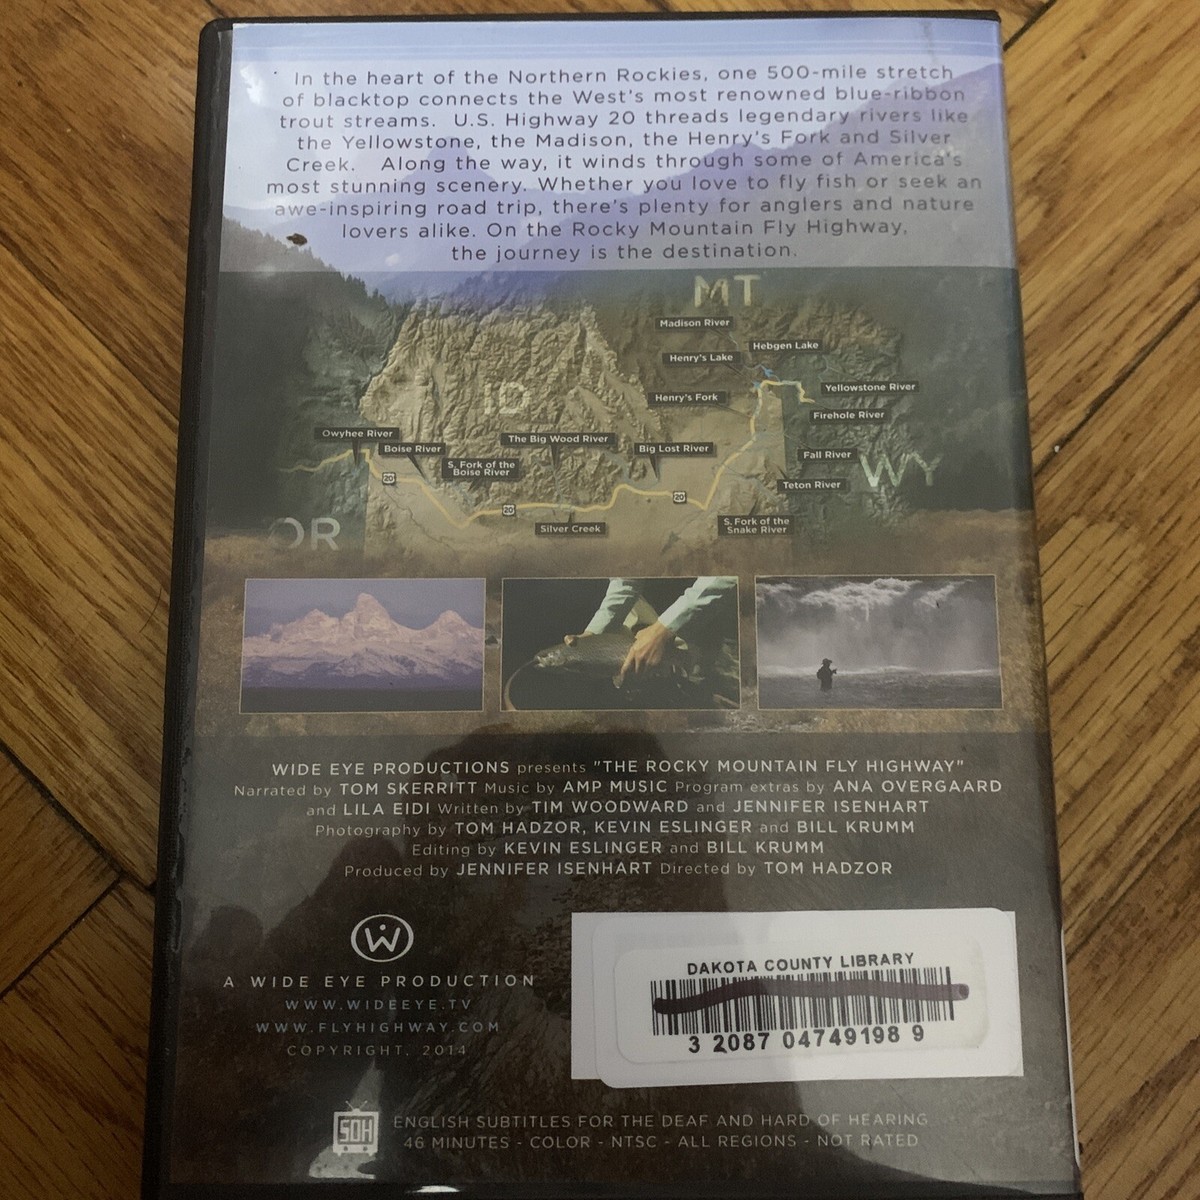 In the heart of the Northern Rockies, one 500-mile stretch
of blacktop connects the West's most renowned blue-ribbon
trout streams. U.S. Highway 20 threads legendary rivers like
the Yellowstone, the Madison, the Henry's Fork and Silver
Creek. Along the way, it winds through some of America's
most stunning scenery. Whether you love to fly fish or seek an
awe-inspiring road trip, there's plenty for anglers and nature
lovers alike. On the Rocky Mountain Fly Highway,
the journey is the destination.
MT
Madison River
Hebgen Lake
Henry's Lake
Yellowstone River
ID
Henry's Fork
Firehole River
Owyhee River
The Big Wood River
Boise River
Big Lost River
Fall River
WY
S. Fork of the
Boise River
20
Teton River
20
20
Silver Creek
S. Fork of the
Snake River
OR
WIDE EYE PRODUCTIONS presents "THE ROCKY MOUNTAIN FLY HIGHWAY"
Narrated by TOM SKERRITT Music by AMP MUSIC Program extras by ANA OVERGAARD
and LILA EIDI Written by TIM WOODWARD and JENNIFER ISENHART
Photography by TOM HADZOR, KEVIN ESLINGER and BILL KRUMM
Editing by KEVIN ESLINGER and BILL KRUMM
Produced by JENNIFER ISENHART Directed by TOM HADZOR
W
A WIDE EYE PRODUCTION
WWW.WIDEEYE.TV
WWW.FLYHIGHWAY.COM
COPYRIGHT, 2014
DAKOTA COUNTY LIBRARY
3 2087 04749198 9
SDH
ENGLISH SUBTITLES FOR THE DEAF AND HARD OF HEARING
46 MINUTES - COLOR - NTSC - ALL REGIONS - NOT RATED